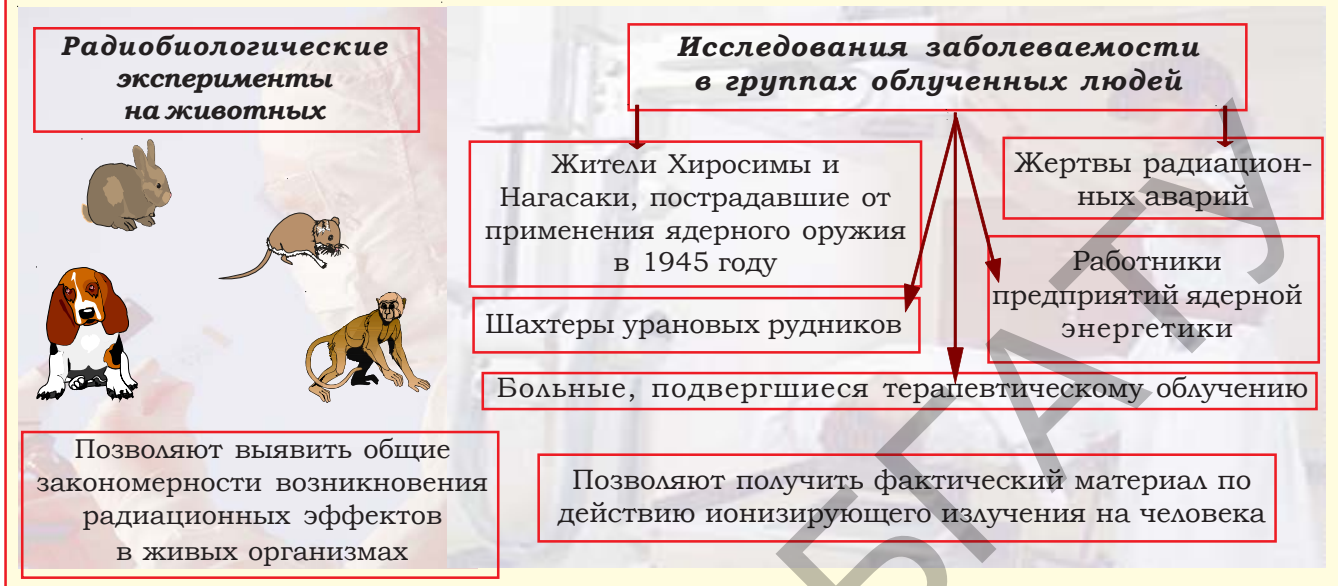 Радиобиологические
эксперименты
на животных
Исследования заболеваемости
в группах облученных людей
Жители Хиросимы и
Нагасаки, пострадавшие от
применения ядерного оружия
в 1945 году
Жертвы радиацион-
ных аварий
Шахтеры урановых рудников
Работники
предприятий ядерной
энергетики
Больные, подвергшиеся терапевтическому облучению
Позволяют выявить общие
закономерности возникновения
радиационных эффектов
в живых организмах
Позволяют получить фактический материал по
действию ионизирующего излучения на человека
БГАТУ